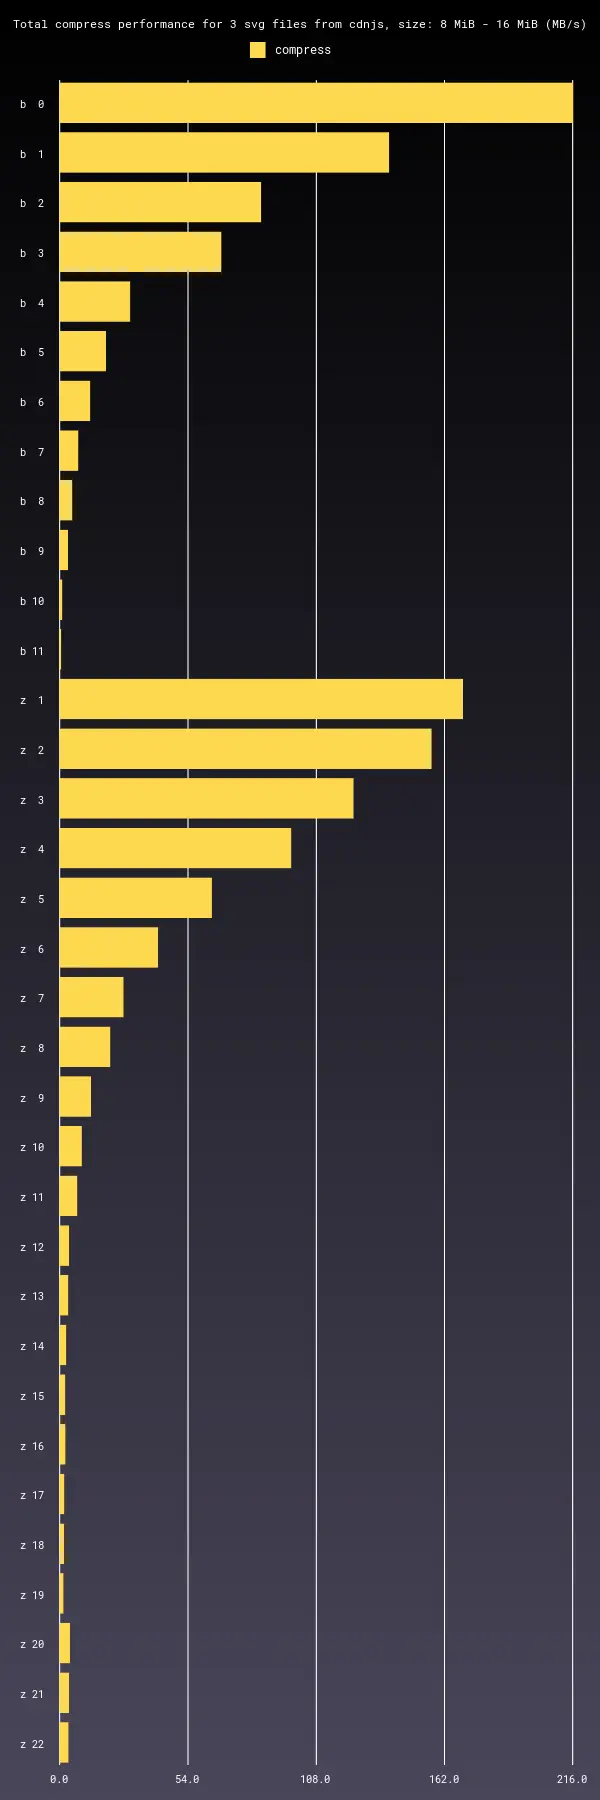 Total compress performance for 3 svg files from cdnjs, size: 8 MiB - 16 MiB (MB/s)
compress
b  0
b  1
b  2
b  3
b  4
b  5
b  6
b  7
b  8
b  9
b 10
b 11
z  1
z  2
z  3
z  4
z  5
z  6
z  7
z  8
z  9
z 10
z 11
z 12
z 13
z 14
z 15
z 16
z 17
z 18
z 19
z 20
z 21
z 22
0.0 54.0 108.0 162.0 216.0